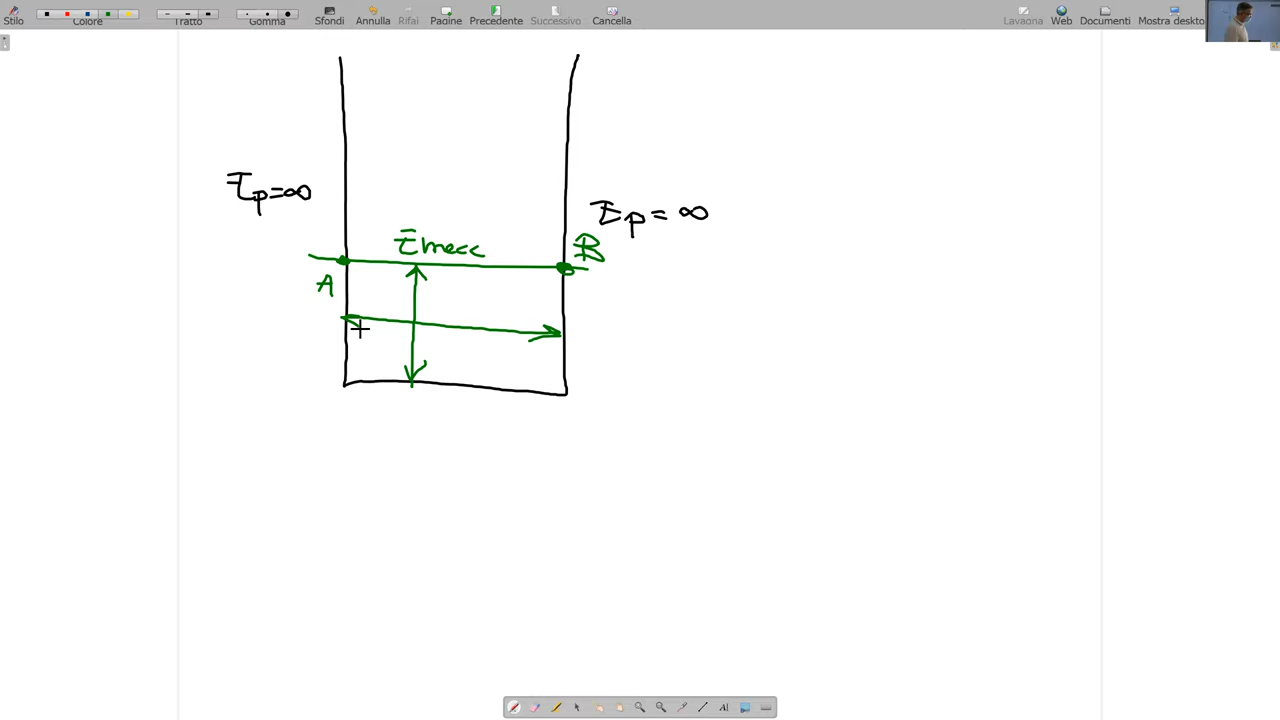 Stilo Colore Tratto Gomma Sfondi Annulla Rifai Pagine Precedente Successivo Cancella Lavagna Web Documenti Mostra deskto
Ep=∞
Ep=∞
Emecc
B
A